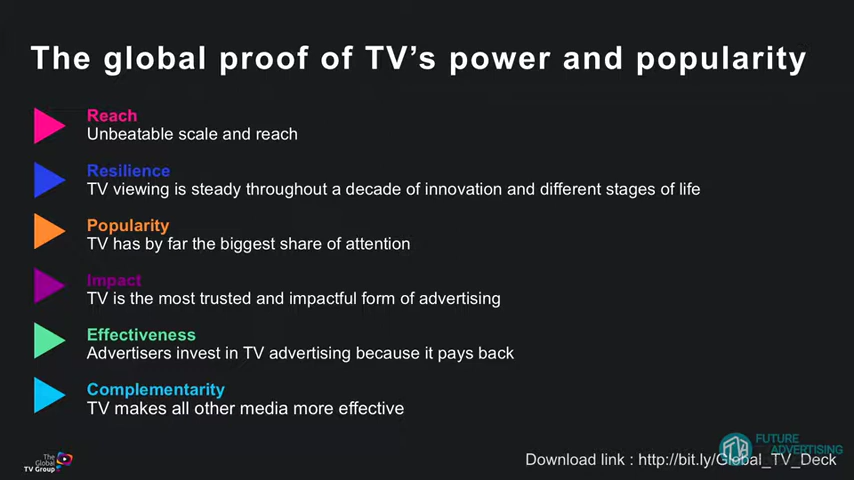 The global proof of TV's power and popularity
Reach
Unbeatable scale and reach
Resilience
TV viewing is steady throughout a decade of innovation and different stages of life
Popularity
TV has by far the biggest share of attention
Impact
TV is the most trusted and impactful form of advertising
Effectiveness
Advertisers invest in TV advertising because it pays back
Complementarity
TV makes all other media more effective
The
Global
TV Group
FUTURE
ADVERTISING
Download link : http://bit.ly/Global_TV_Deck